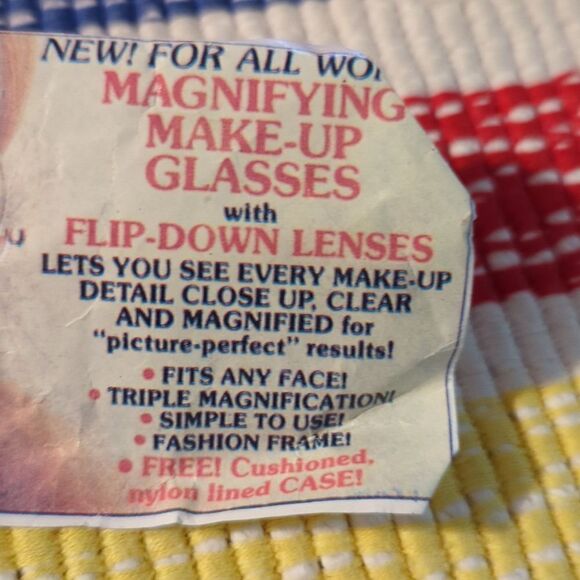 NEW! FOR ALL WO
MAGNIFYING
MAKE-UP
GLASSES
with
FLIP-DOWN LENSES
LETS YOU SEE EVERY MAKE-UP
DETAIL CLOSE UP, CLEAR
AND MAGNIFIED for
"picture-perfect" results!
• FITS ANY FACE!
• TRIPLE MAGNIFICATION!
• SIMPLE TO USE!
• FASHION FRAME!
• FREE! Cushioned,
nylon lined CASE!